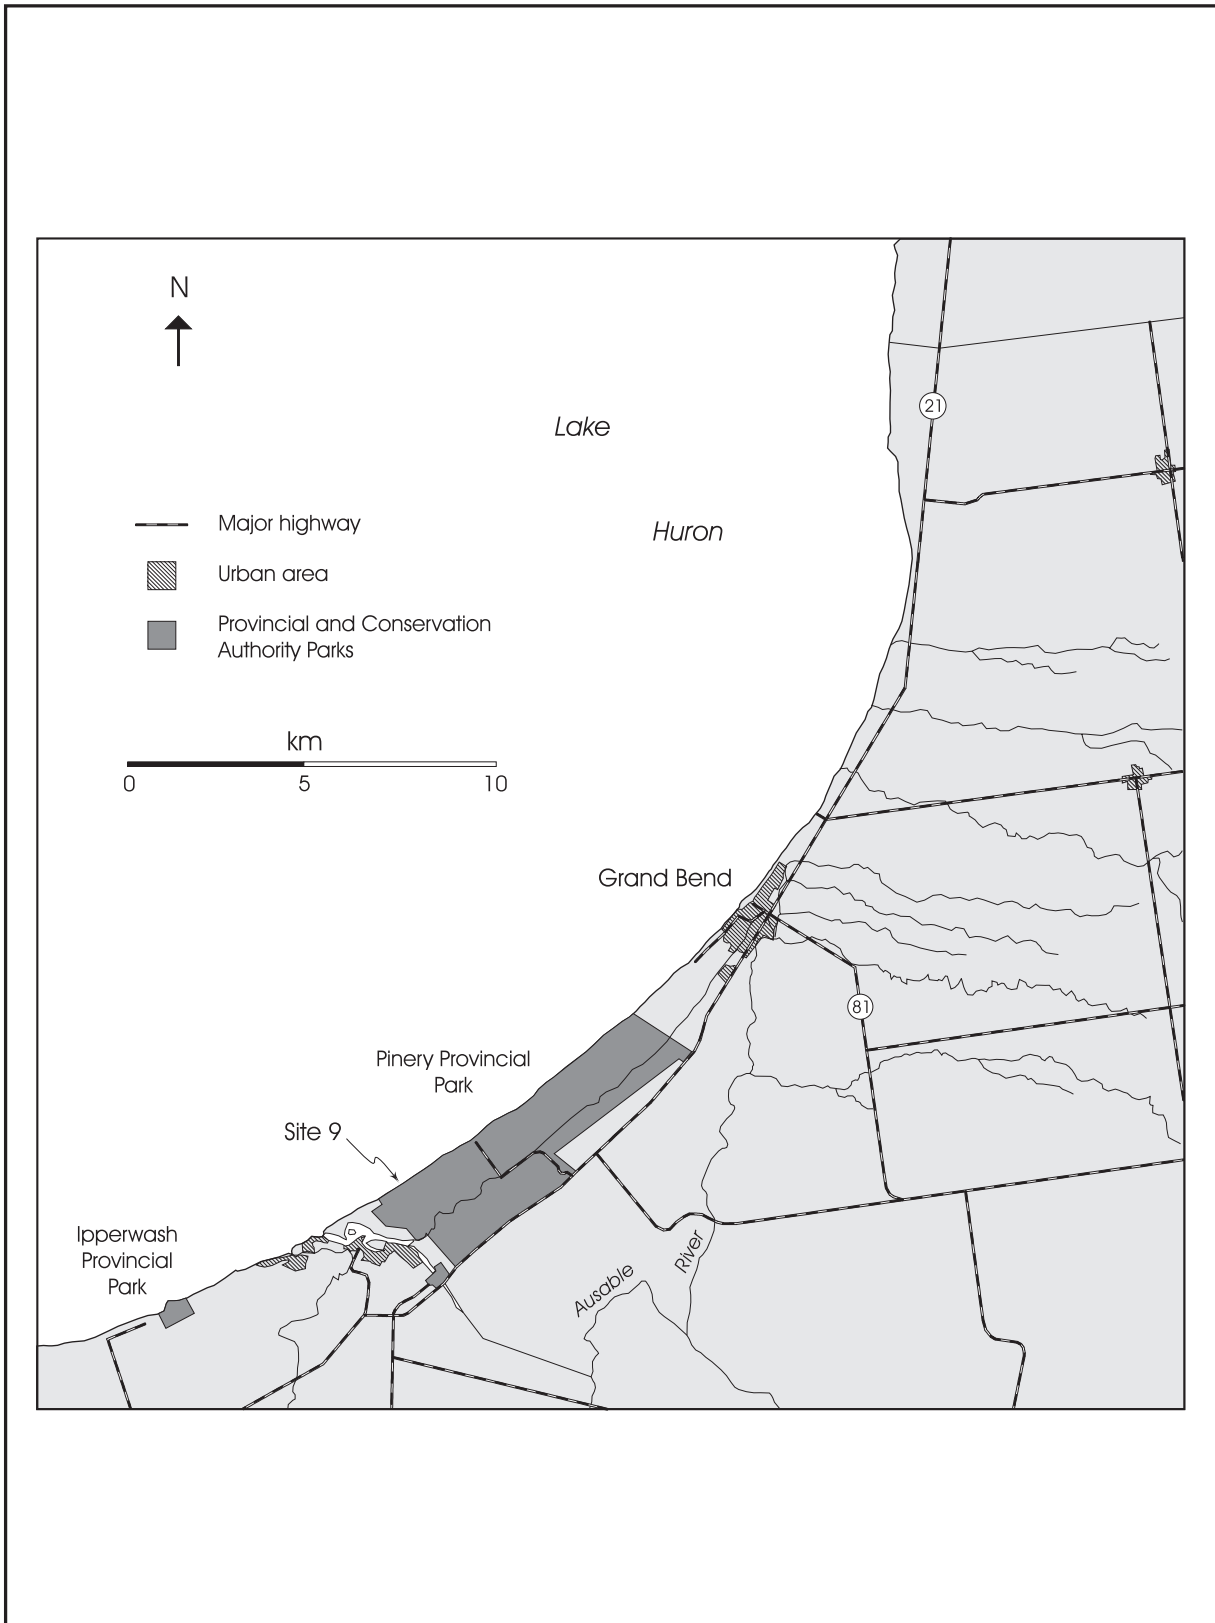 N
Lake
21
Huron
Major highway
Urban area
Provincial and Conservation
Authority Parks
km
0 5 10
Grand Bend
81
Pinery Provincial
Park
Site 9
Ipperwash
Provincial
Park
Ausable
River